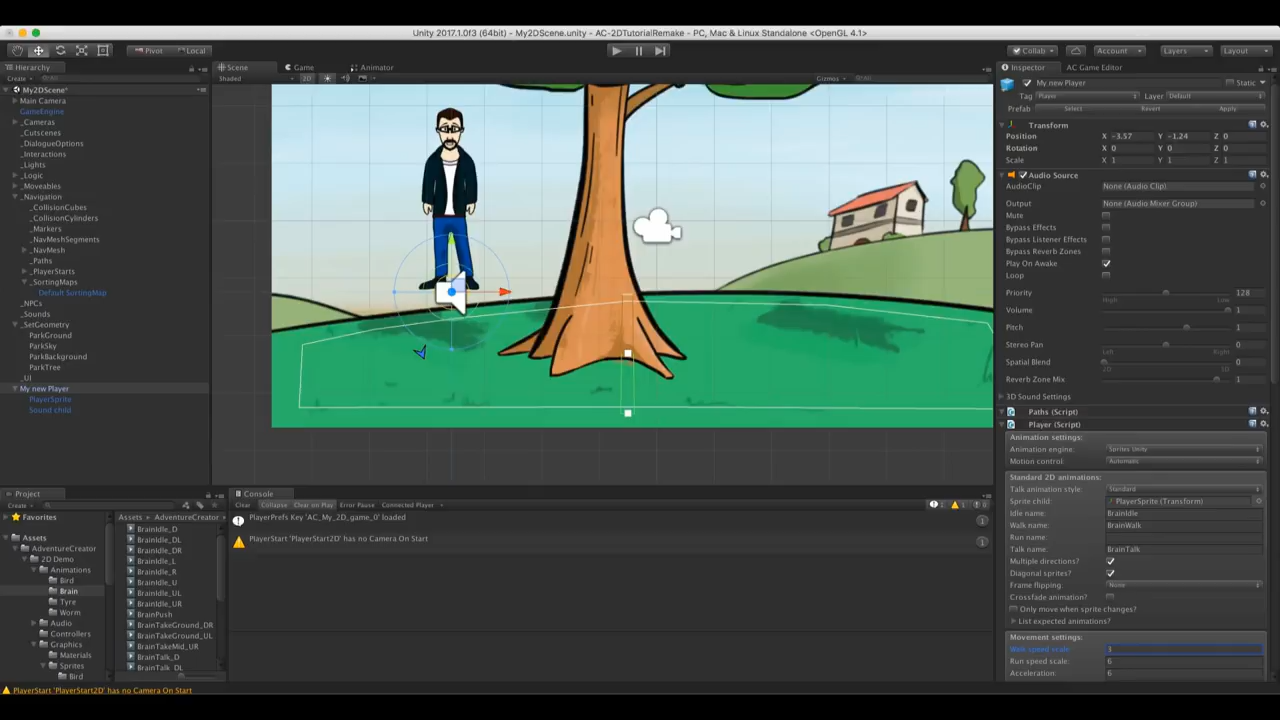 Unity 2017.1.0f3 (64bit) - My2DScene.unity - AC-2DTutorialRemake - PC, Mac & Linux Standalone <OpenGL 4.1>
Pivot Local
Collab Account Layers Layout
Hierarchy
Create
My2DScene*
Main Camera
GameEngine
_Cameras
_Cutscenes
_DialogueOptions
_Interactions
_Lights
_Logic
_Moveables
_Navigation
_CollisionCubes
_CollisionCylinders
_Markers
_NavMeshSegments
_NavMesh
_Paths
_PlayerStarts
_SortingMaps
Default SortingMap
_NPCs
_Sounds
_SetGeometry
ParkGround
ParkSky
ParkBackground
ParkTree
_UI
My new Player
PlayerSprite
Sound child
Scene Game Animator
Shaded 2D Gizmos All
Inspector AC Game Editor
My new Player Static
Tag Player Layer Default
Prefab Select Revert Apply
Transform
Position X -3.57 Y -1.24 Z 0
Rotation X 0 Y 0 Z 0
Scale X 1 Y 1 Z 1
Audio Source
AudioClip None (Audio Clip)
Output None (Audio Mixer Group)
Mute
Bypass Effects
Bypass Listener Effects
Bypass Reverb Zones
Play On Awake
Loop
Priority 128
High Low
Volume 1
Pitch 1
Stereo Pan 0
Left Right
Spatial Blend 0
2D 3D
Reverb Zone Mix 1
3D Sound Settings
Paths (Script)
Player (Script)
Animation settings:
Animation engine: Sprites Unity
Motion control: Automatic
Standard 2D animations:
Talk animation style: Standard
Sprite child: PlayerSprite (Transform)
Idle name: BrainIdle
Walk name: BrainWalk
Run name:
Talk name: BrainTalk
Multiple directions?
Diagonal sprites?
Frame flipping: None
Crossfade animation?
Only move when sprite changes?
List expected animations?
Movement settings:
Walk speed scale: 3
Run speed scale: 6
Acceleration: 6
Project
Create
Favorites
Assets
AdventureCreator
2D Demo
Animations
Bird
Brain
Tyre
Worm
Audio
Controllers
Graphics
Materials
Sprites
Bird
Assets AdventureCreator
BrainIdle_D
BrainIdle_DL
BrainIdle_DR
BrainIdle_L
BrainIdle_R
BrainIdle_U
BrainIdle_UL
BrainIdle_UR
BrainPush
BrainTakeGround_DR
BrainTakeGround_UL
BrainTakeMid_UR
BrainTalk_D
BrainTalk_DL
Console
Clear Collapse Clear on Play Error Pause Connected Player 1 1 0
PlayerPrefs Key 'AC_My_2D_game_0' loaded 1
PlayerStart 'PlayerStart2D' has no Camera On Start 1
PlayerStart 'PlayerStart2D' has no Camera On Start